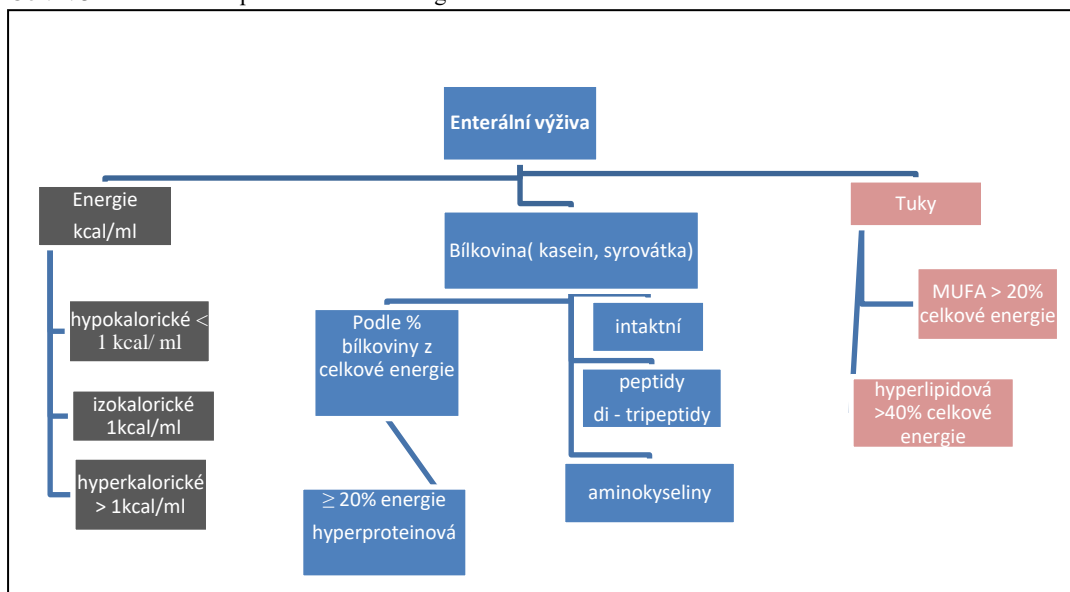 Enterální výživa
Energie
kcal/ml
hypokalorické <
1 kcal/ ml
izokalorické
1kcal/ml
hyperkalorické
> 1kcal/ml
Bílkovina( kasein, syrovátka)
Podle %
bílkoviny z
celkové energie
≥ 20% energie
hyperproteinová
intaktní
peptidy
di - tripeptidy
aminokyseliny
Tuky
MUFA > 20%
celkové energie
hyperlipidová
>40% celkové
energie